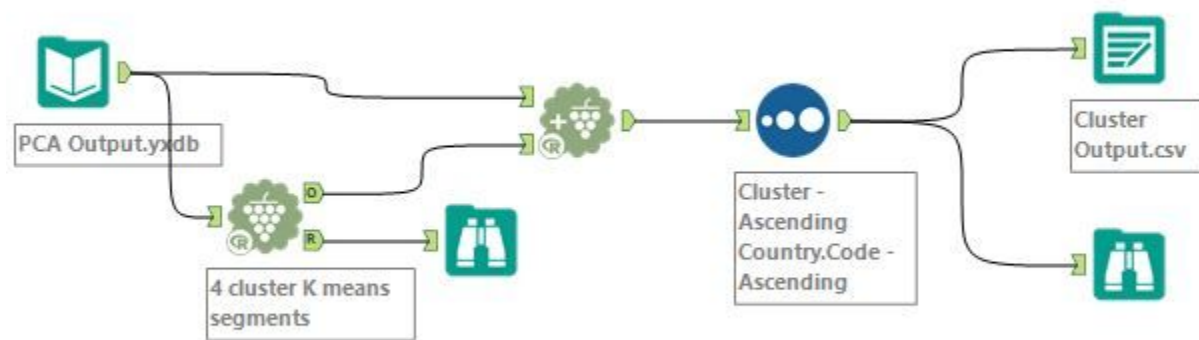 PCA Output.yxdb
O
R
4 cluster K means
segments
R
R
Cluster -
Ascending
Country.Code -
Ascending
Cluster
Output.csv